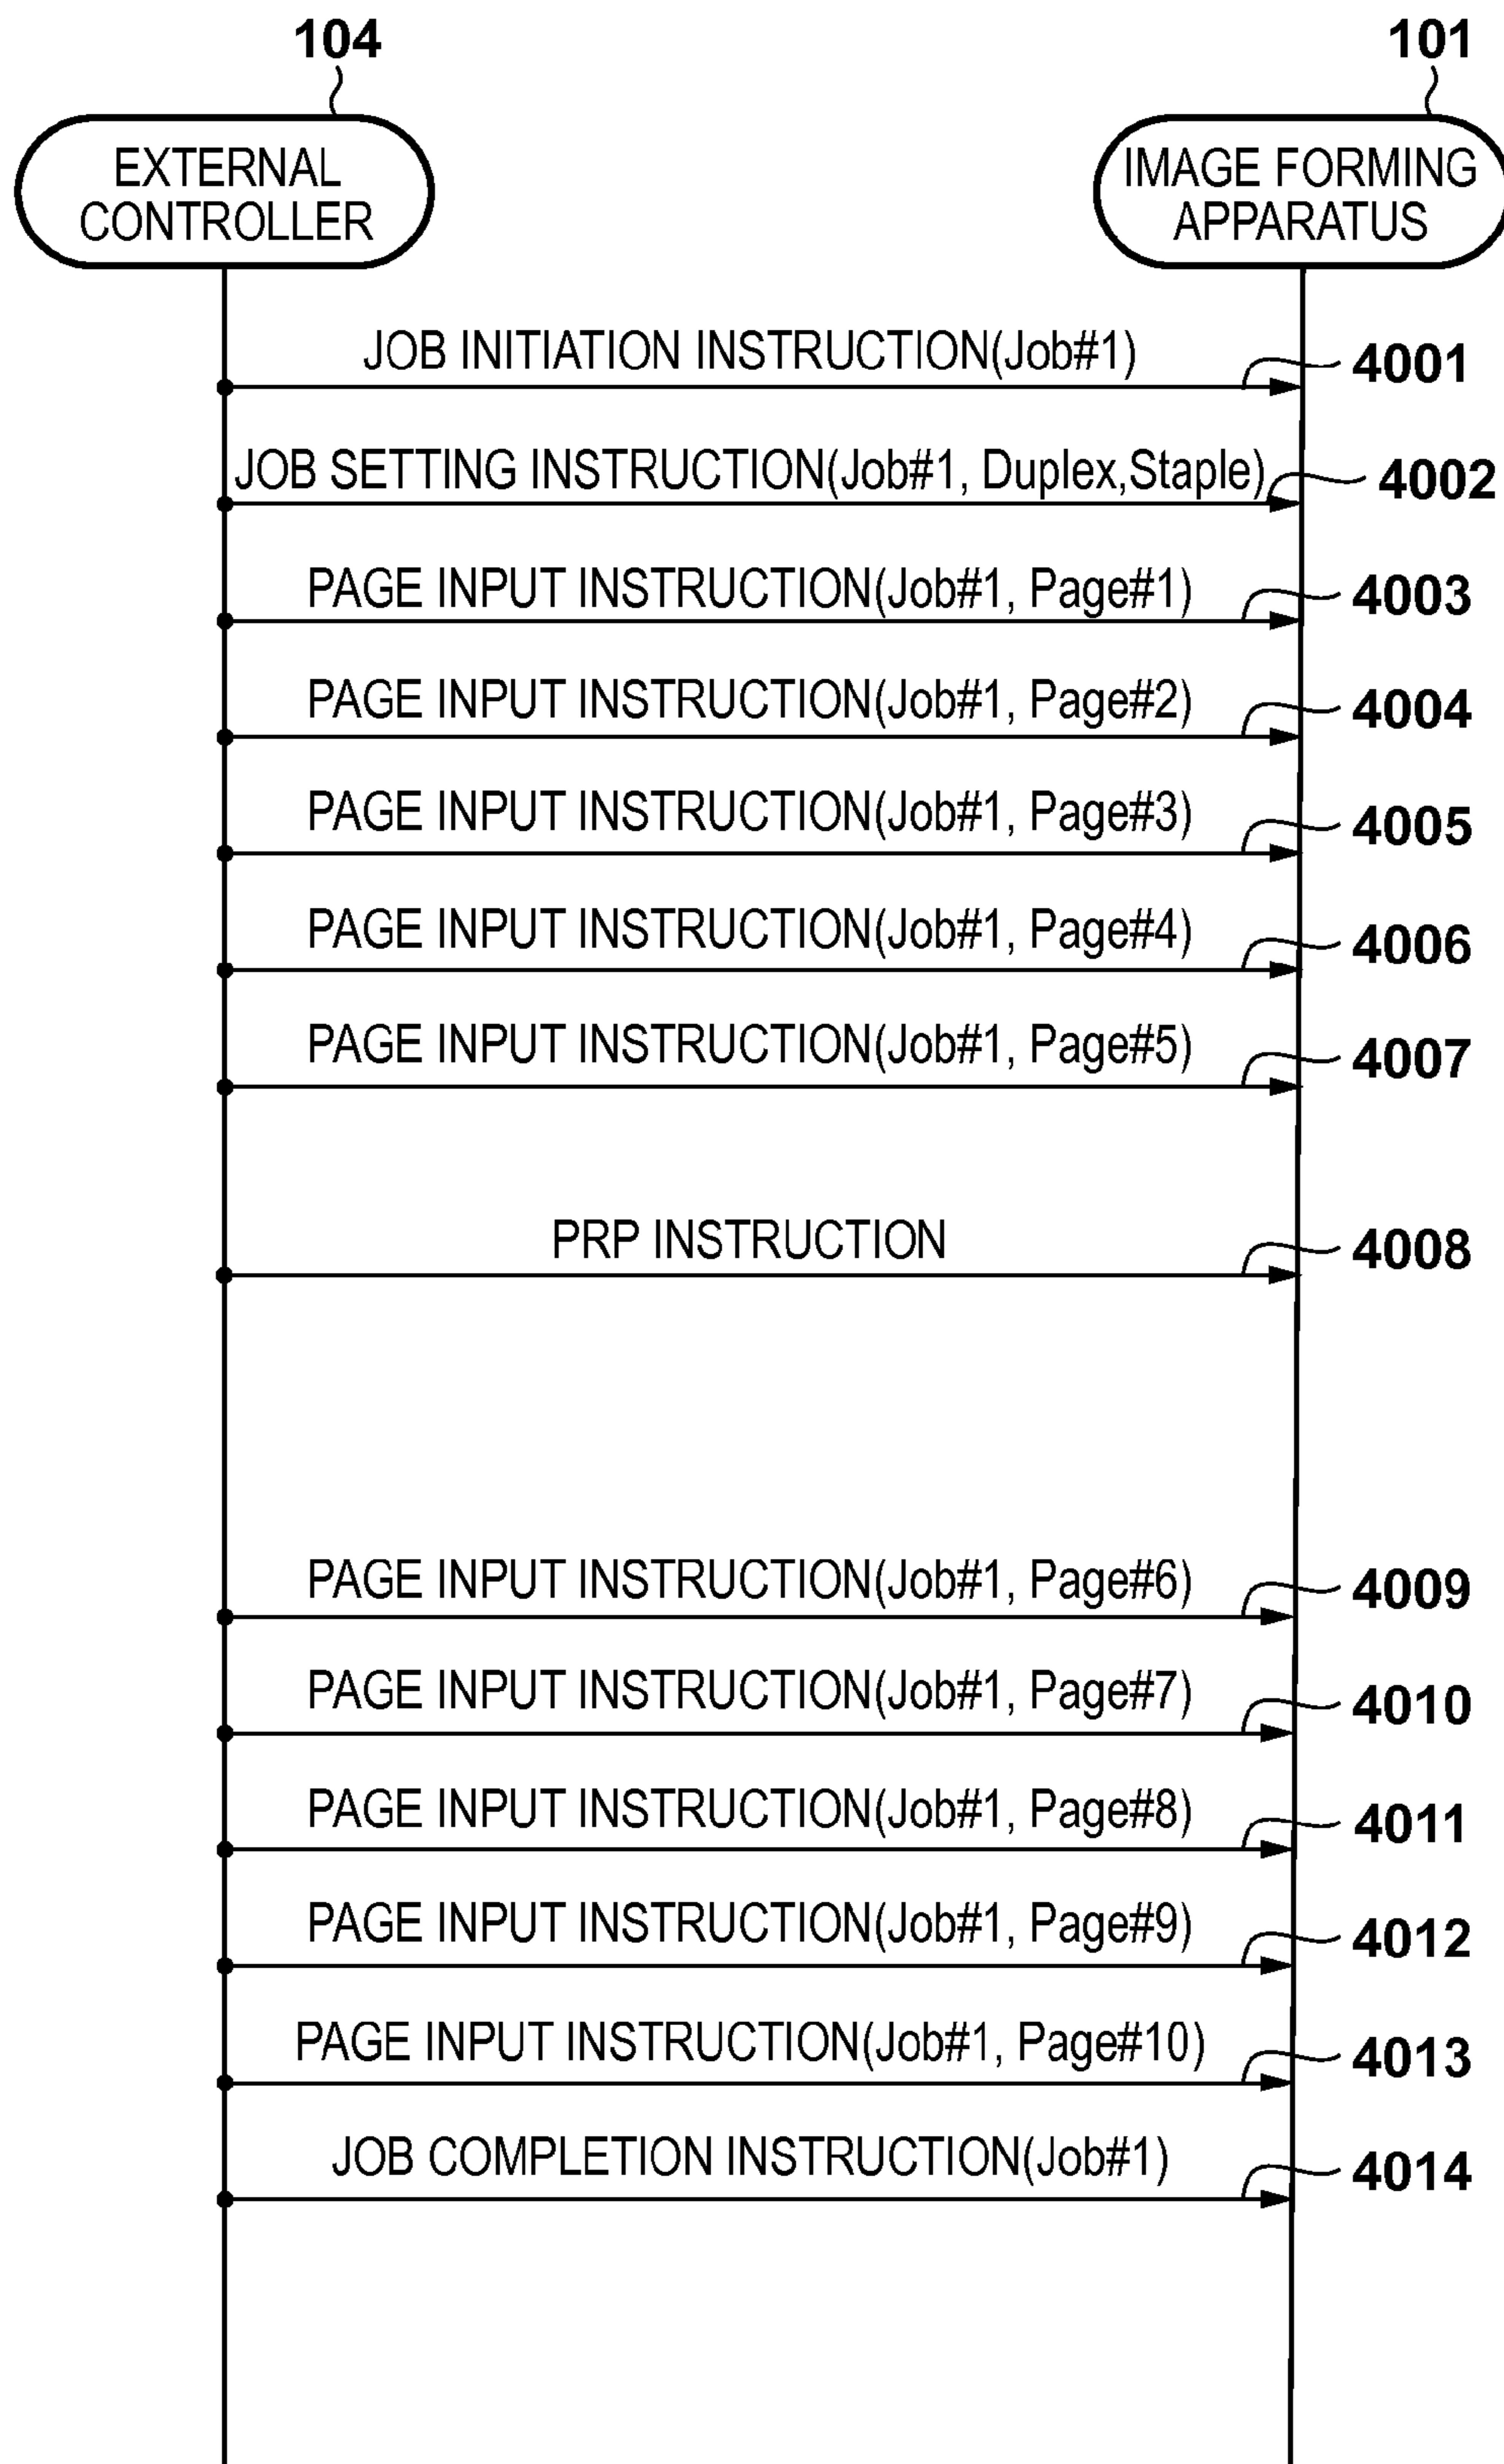 104
101
EXTERNAL
CONTROLLER
IMAGE FORMING
APPARATUS
JOB INITIATION INSTRUCTION(Job#1)
4001
JOB SETTING INSTRUCTION(Job#1, Duplex,Staple)
4002
PAGE INPUT INSTRUCTION(Job#1, Page#1)
4003
PAGE INPUT INSTRUCTION(Job#1, Page#2)
4004
PAGE INPUT INSTRUCTION(Job#1, Page#3)
4005
PAGE INPUT INSTRUCTION(Job#1, Page#4)
4006
PAGE INPUT INSTRUCTION(Job#1, Page#5)
4007
PRP INSTRUCTION
4008
PAGE INPUT INSTRUCTION(Job#1, Page#6)
4009
PAGE INPUT INSTRUCTION(Job#1, Page#7)
4010
PAGE INPUT INSTRUCTION(Job#1, Page#8)
4011
PAGE INPUT INSTRUCTION(Job#1, Page#9)
4012
PAGE INPUT INSTRUCTION(Job#1, Page#10)
4013
JOB COMPLETION INSTRUCTION(Job#1)
4014